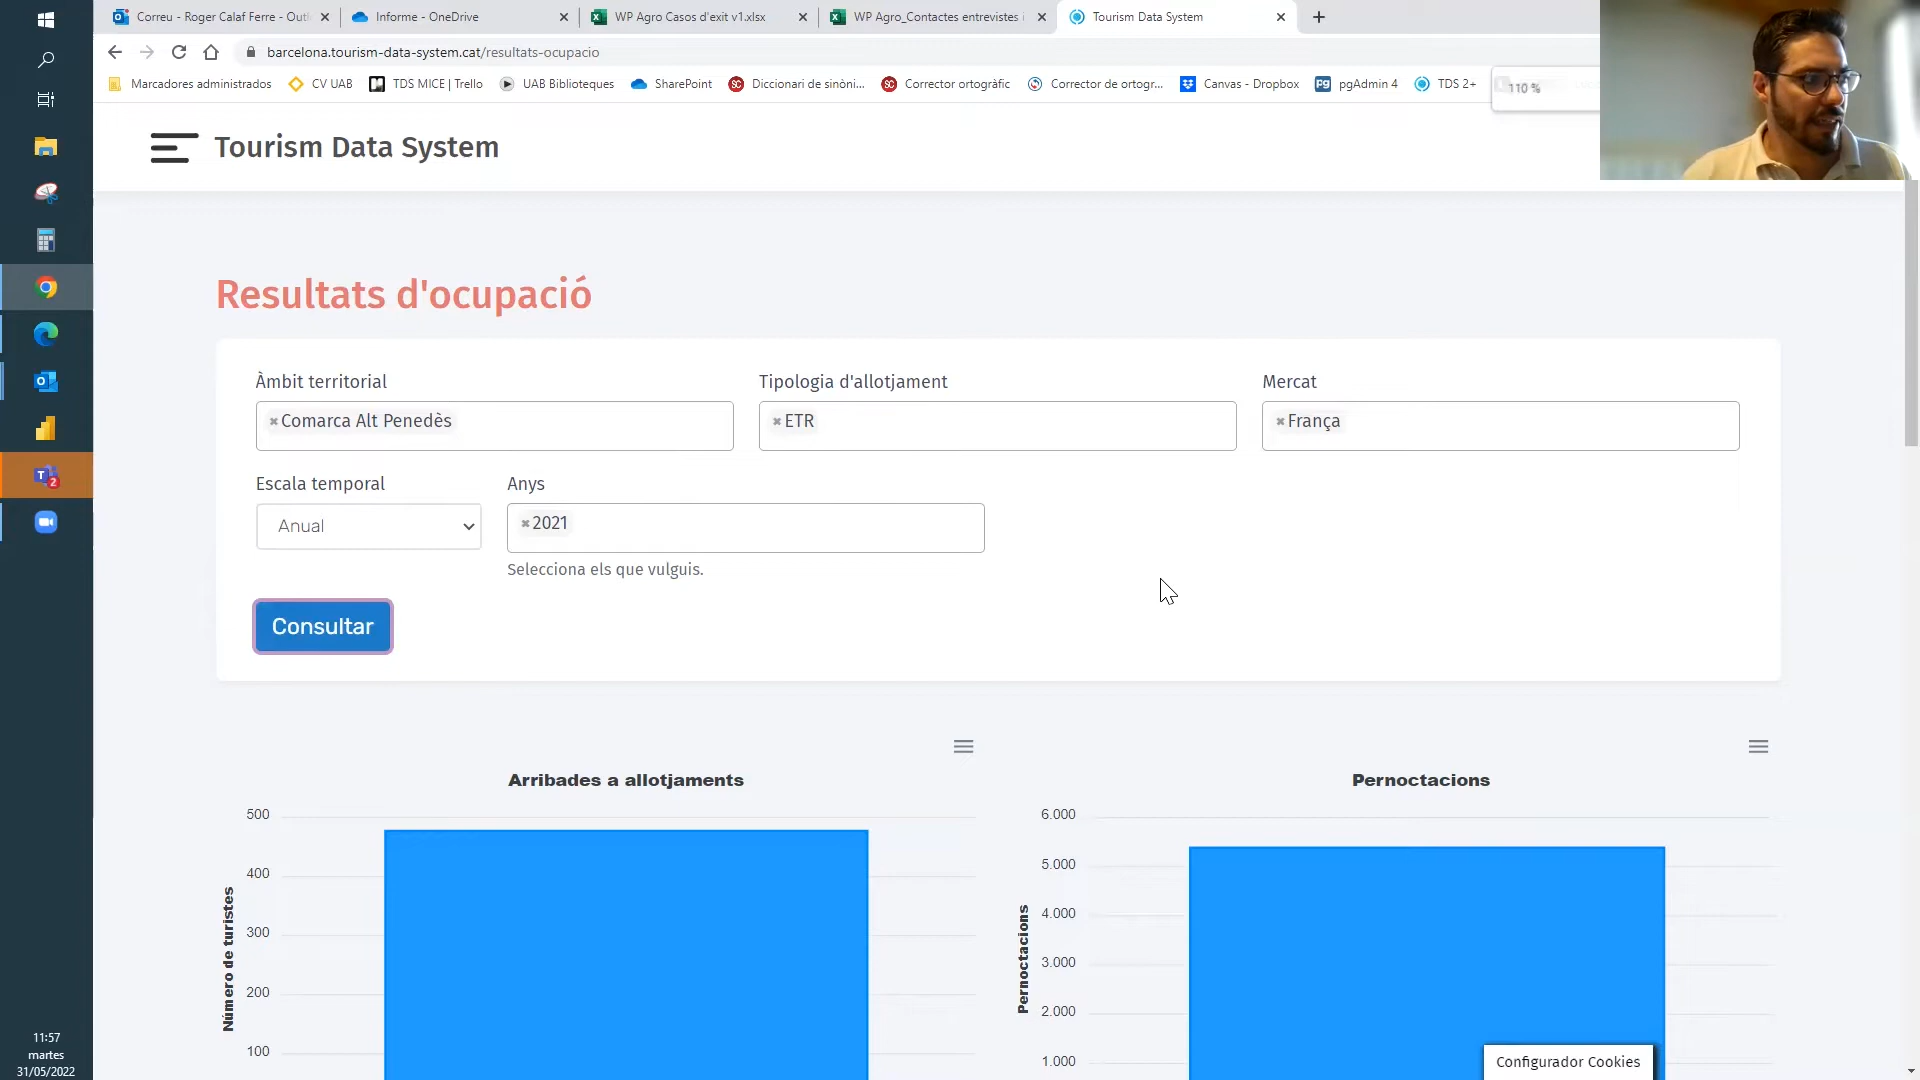 Correu - Roger Calaf Ferre - Out
Informe - OneDrive
WP Agro Casos d'exit v1.xlsx
WP Agro_Contactes entrevistes i
Tourism Data System
barcelona.tourism-data-system.cat/resultats-ocupacio
Marcadores administrados
CV UAB
TDS MICE | Trello
UAB Biblioteques
SharePoint
Diccionari de sinòni...
Corrector ortogràfic
Corrector de ortogr...
Canvas - Dropbox
pgAdmin 4
TDS 2+
110 %
Tourism Data System
Resultats d'ocupació
Àmbit territorial
Tipologia d'allotjament
Mercat
×Comarca Alt Penedès
×ETR
×França
Escala temporal
Anys
Anual
×2021
Selecciona els que vulguis.
Consultar
Arribades a allotjaments
500
400
300
200
100
Número de turistes
Pernoctacions
6.000
5.000
4.000
3.000
2.000
1.000
Pernoctacions
Configurador Cookies
2
11:57
martes
31/05/2022